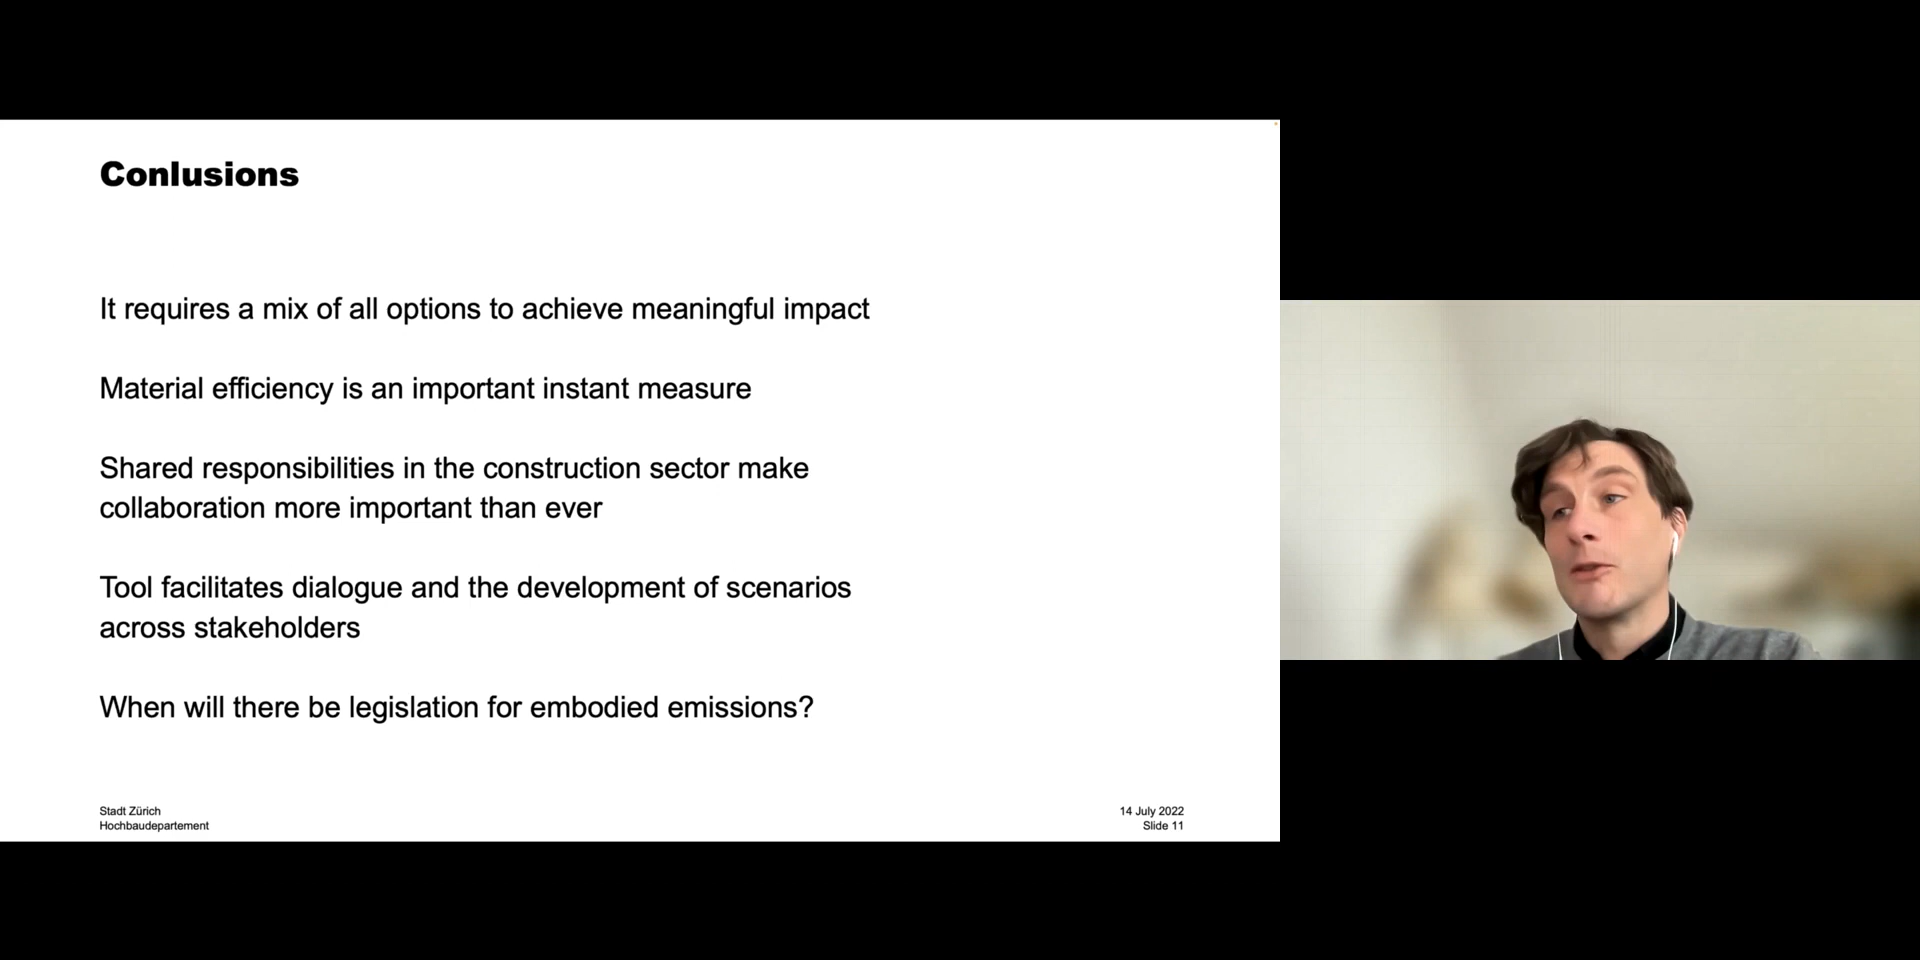 Conlusions
It requires a mix of all options to achieve meaningful impact
Material efficiency is an important instant measure
Shared responsibilities in the construction sector make
collaboration more important than ever
Tool facilitates dialogue and the development of scenarios
across stakeholders
When will there be legislation for embodied emissions?
Stadt Zürich
Hochbaudepartement
14 July 2022
Slide 11